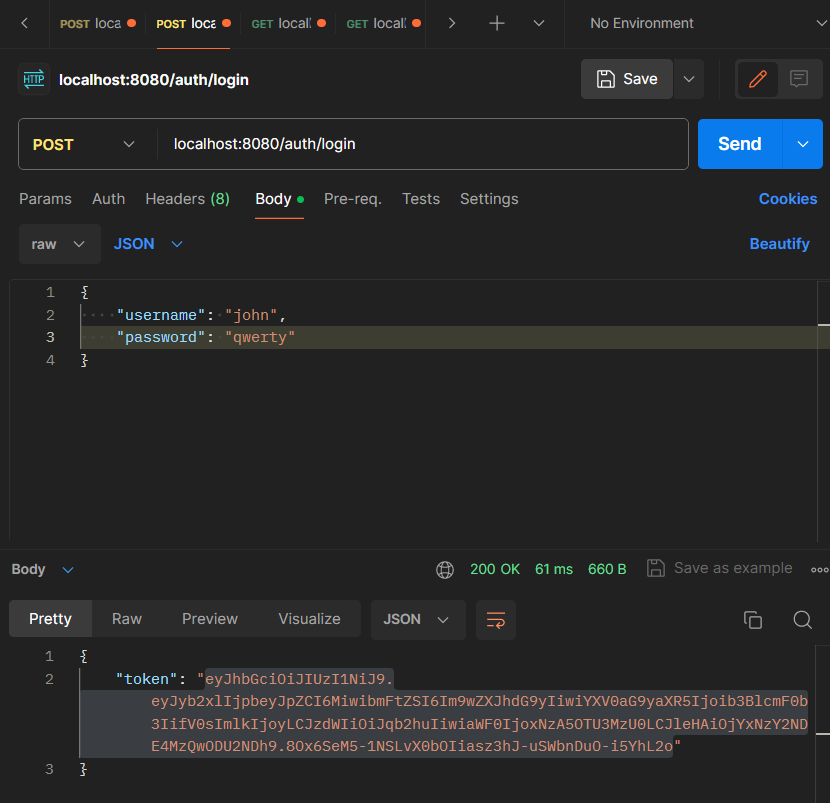 POST loca
POST loca
GET local
GET local
No Environment
HTTP localhost:8080/auth/login
Save
POST
localhost:8080/auth/login
Send
Params Auth Headers (8) Body Pre-req. Tests Settings Cookies
raw JSON Beautify
1 {
2 "username": "john",
3 "password": "qwerty"
4 }
Body 200 OK 61 ms 660 B Save as example
Pretty Raw Preview Visualize JSON
1 {
2 "token": "eyJhbGciOiJIUzI1NiJ9.
eyJyb2xlIjpbeyJpZCI6MiwibmFtZSI6Im9wZXJhdG9yIiwiYXV0aG9yaXR5Ijoib3BlcmF0b
3IifV0sImlkIjoyLCJzdWIiOiJqb2huIiwiaWF0IjoxNzA5OTU3MzU0LCJleHAiOjYxNzY2ND
E4MzQwODU2NDh9.8Ox6SeM5-1NSLvX0bOIiasz3hJ-uSWbnDuO-i5YhL2o"
3 }